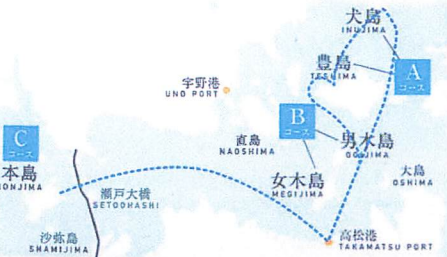 犬島
INUJIMA
豊島
TESHIMA
A
コース
宇野港
UNO PORT
B
コース
男木島
OGIJIMA
直島
NAOSHIMA
C
コース
本島
HONJIMA
女木島
MEGIJIMA
大島
OSHIMA
瀬戸大橋
SETOOHASHI
沙弥島
SHAMIJIMA
高松港
TAKAMATSU PORT